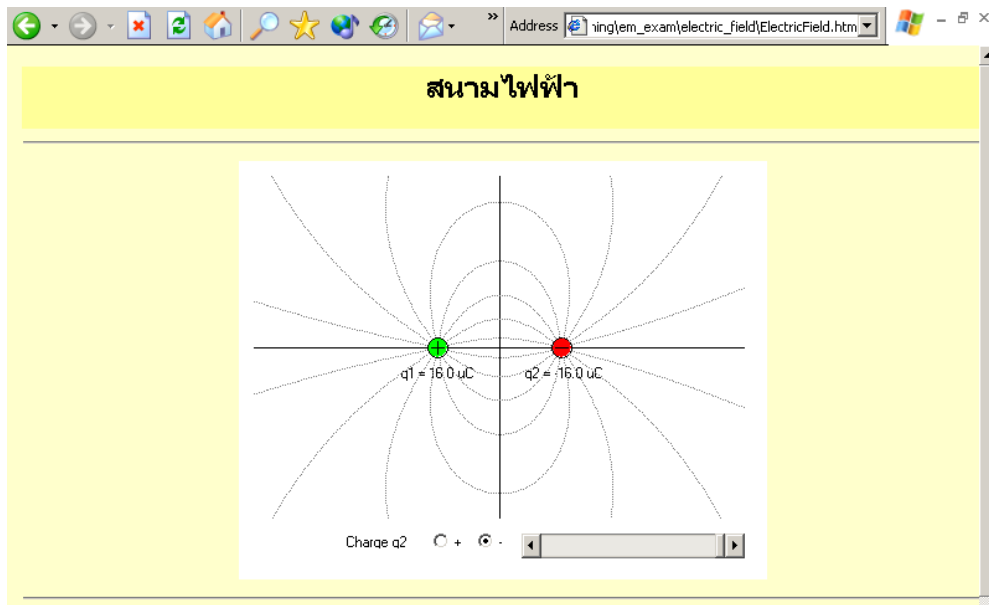 » Address ning\em_exam\electric_field\ElectricField.htm
สนามไฟฟ้า
q1 = 16.0 uC q2 = -16.0 uC
Charge q2 + -